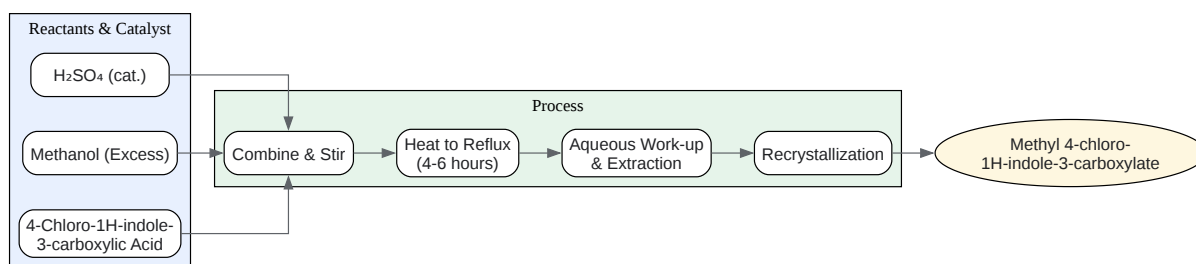 Reactants & Catalyst
H₂SO₄ (cat.)
Methanol (Excess)
4-Chloro-1H-indole-
3-carboxylic Acid
Process
Combine & Stir
Heat to Reflux
(4-6 hours)
Aqueous Work-up
& Extraction
Recrystallization
Methyl 4-chloro-
1H-indole-3-carboxylate